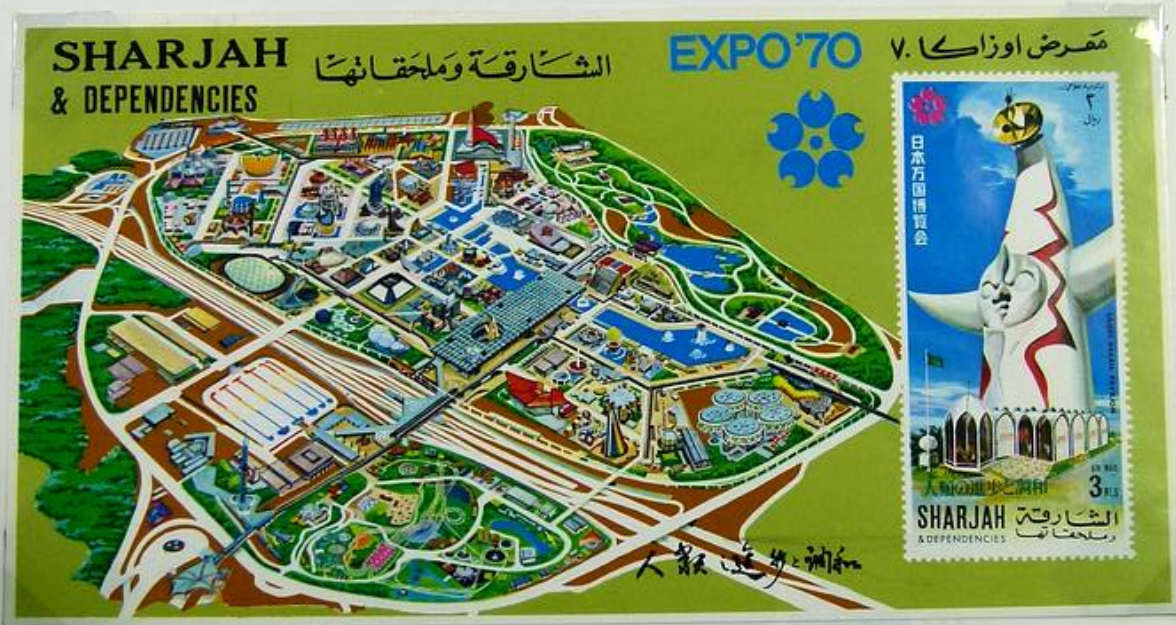 SHARJAH
& DEPENDENCIES
الشارقة وملحقاتها
EXPO'70
معرض اوزاكا ٧٠
٣
ريال
日本万国博覧会
人類の進歩と調和
AIR MAIL
3 RLS
SHARJAH الشارقة
& DEPENDENCIES وملحقاتها
人類の進歩と調和